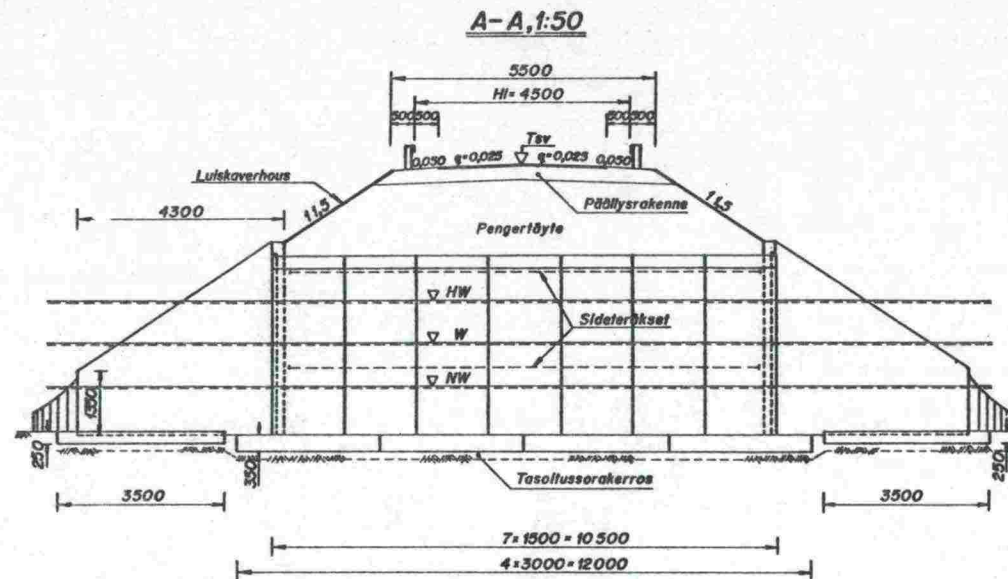 A-A, 1:50
5500
Hl= 4500
500 500
500 500
Tsv
0,030 q=0,025 q=0,025 0,030
Luiskaverhous
1:1,5
1:1,5
Päällysrakenne
4300
Pengertäyte
HW
Sideteräkset
W
NW
1350
250
350
250
Tasoitussorakerros
3500
3500
7×1500=10500
4×3000=12000